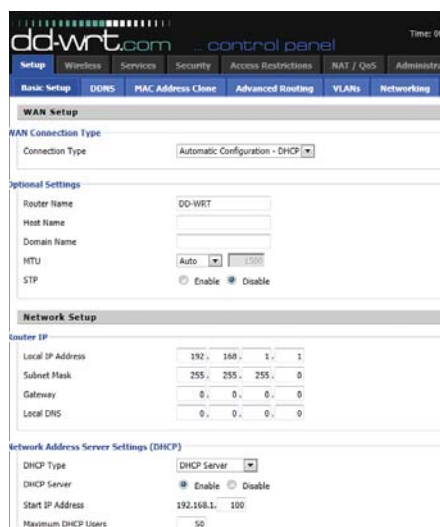 dd-wrt.com ... control panel
Time: 0
Setup Wireless Services Security Access Restrictions NAT / QoS Administra
Basic Setup DDNS MAC Address Clone Advanced Routing VLANs Networking
WAN Setup
WAN Connection Type
Connection Type Automatic Configuration - DHCP
Optional Settings
Router Name DD-WRT
Host Name
Domain Name
MTU Auto 1500
STP Enable Disable
Network Setup
Router IP
Local IP Address 192. 168. 1. 1
Subnet Mask 255. 255. 255. 0
Gateway 0. 0. 0. 0
Local DNS 0. 0. 0. 0
Network Address Server Settings (DHCP)
DHCP Type DHCP Server
DHCP Server Enable Disable
Start IP Address 192.168.1. 100
Maximum DHCP Users 50